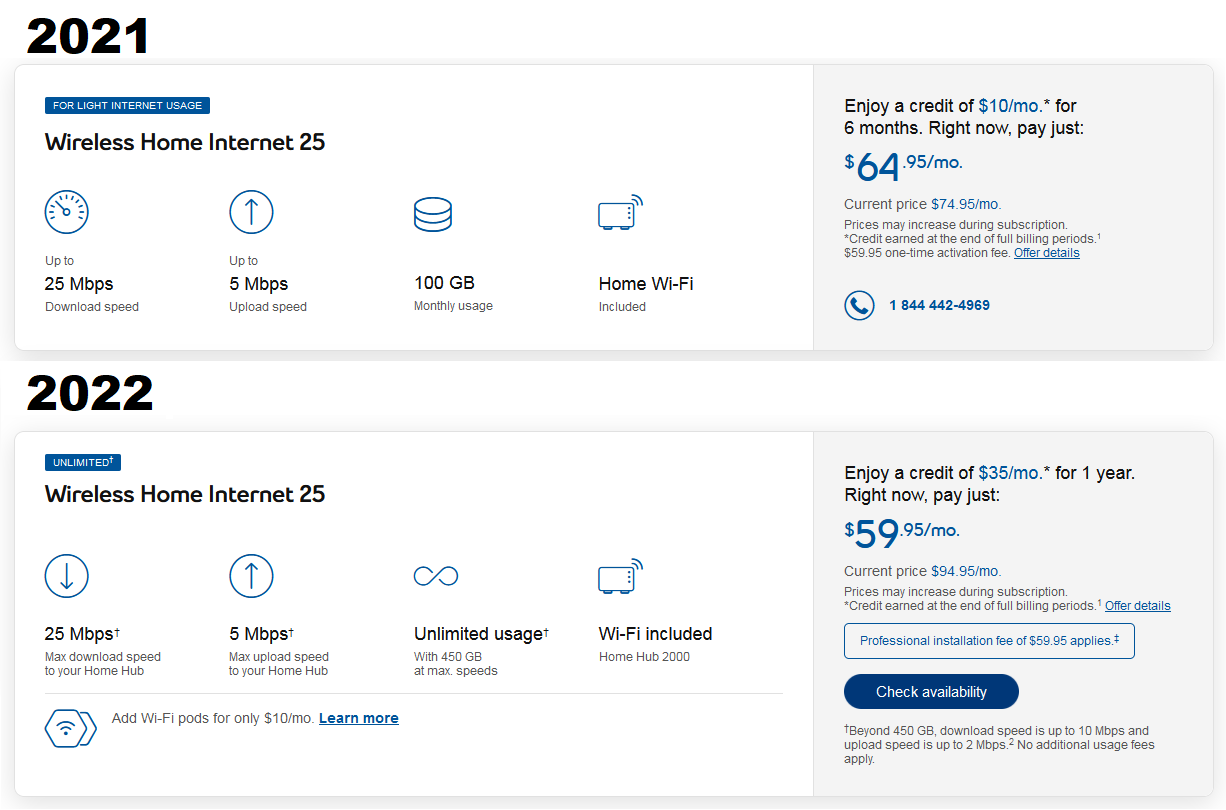 2021
FOR LIGHT INTERNET USAGE
Wireless Home Internet 25
Up to
25 Mbps
Download speed
Up to
5 Mbps
Upload speed
100 GB
Monthly usage
Home Wi-Fi
Included
Enjoy a credit of $10/mo.* for
6 months. Right now, pay just:
$64.95/mo.
Current price $74.95/mo.
Prices may increase during subscription.
*Credit earned at the end of full billing periods.¹
$59.95 one-time activation fee. Offer details
1 844 442-4969
2022
UNLIMITED†
Wireless Home Internet 25
25 Mbps†
Max download speed
to your Home Hub
5 Mbps†
Max upload speed
to your Home Hub
Unlimited usage†
With 450 GB
at max. speeds
Wi-Fi included
Home Hub 2000
Add Wi-Fi pods for only $10/mo. Learn more
Enjoy a credit of $35/mo.* for 1 year.
Right now, pay just:
$59.95/mo.
Current price $94.95/mo.
Prices may increase during subscription.
*Credit earned at the end of full billing periods.¹ Offer details
Professional installation fee of $59.95 applies.‡
Check availability
†Beyond 450 GB, download speed is up to 10 Mbps and
upload speed is up to 2 Mbps.² No additional usage fees
apply.